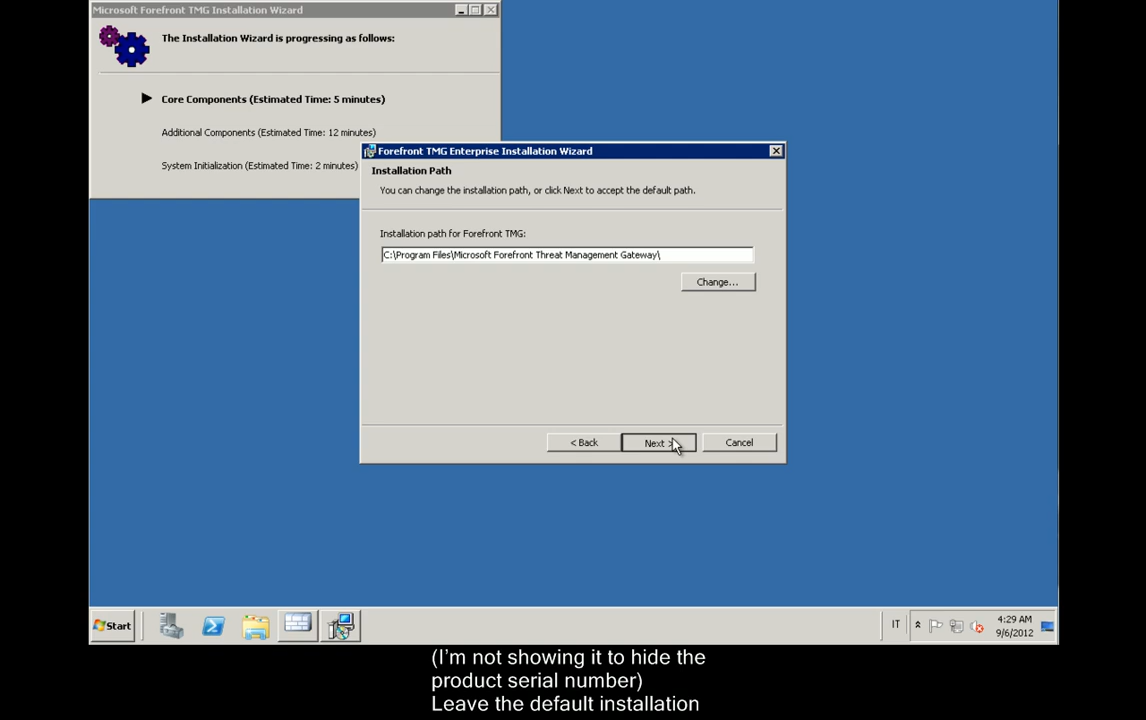 Microsoft Forefront TMG Installation Wizard
The Installation Wizard is progressing as follows:
Core Components (Estimated Time: 5 minutes)
Additional Components (Estimated Time: 12 minutes)
System Initialization (Estimated Time: 2 minutes)
Forefront TMG Enterprise Installation Wizard
Installation Path
You can change the installation path, or click Next to accept the default path.
Installation path for Forefront TMG:
C:\Program Files\Microsoft Forefront Threat Management Gateway\
Change...
< Back
Next >
Cancel
Start
IT
4:29 AM
9/6/2012
(I'm not showing it to hide the
product serial number)
Leave the default installation